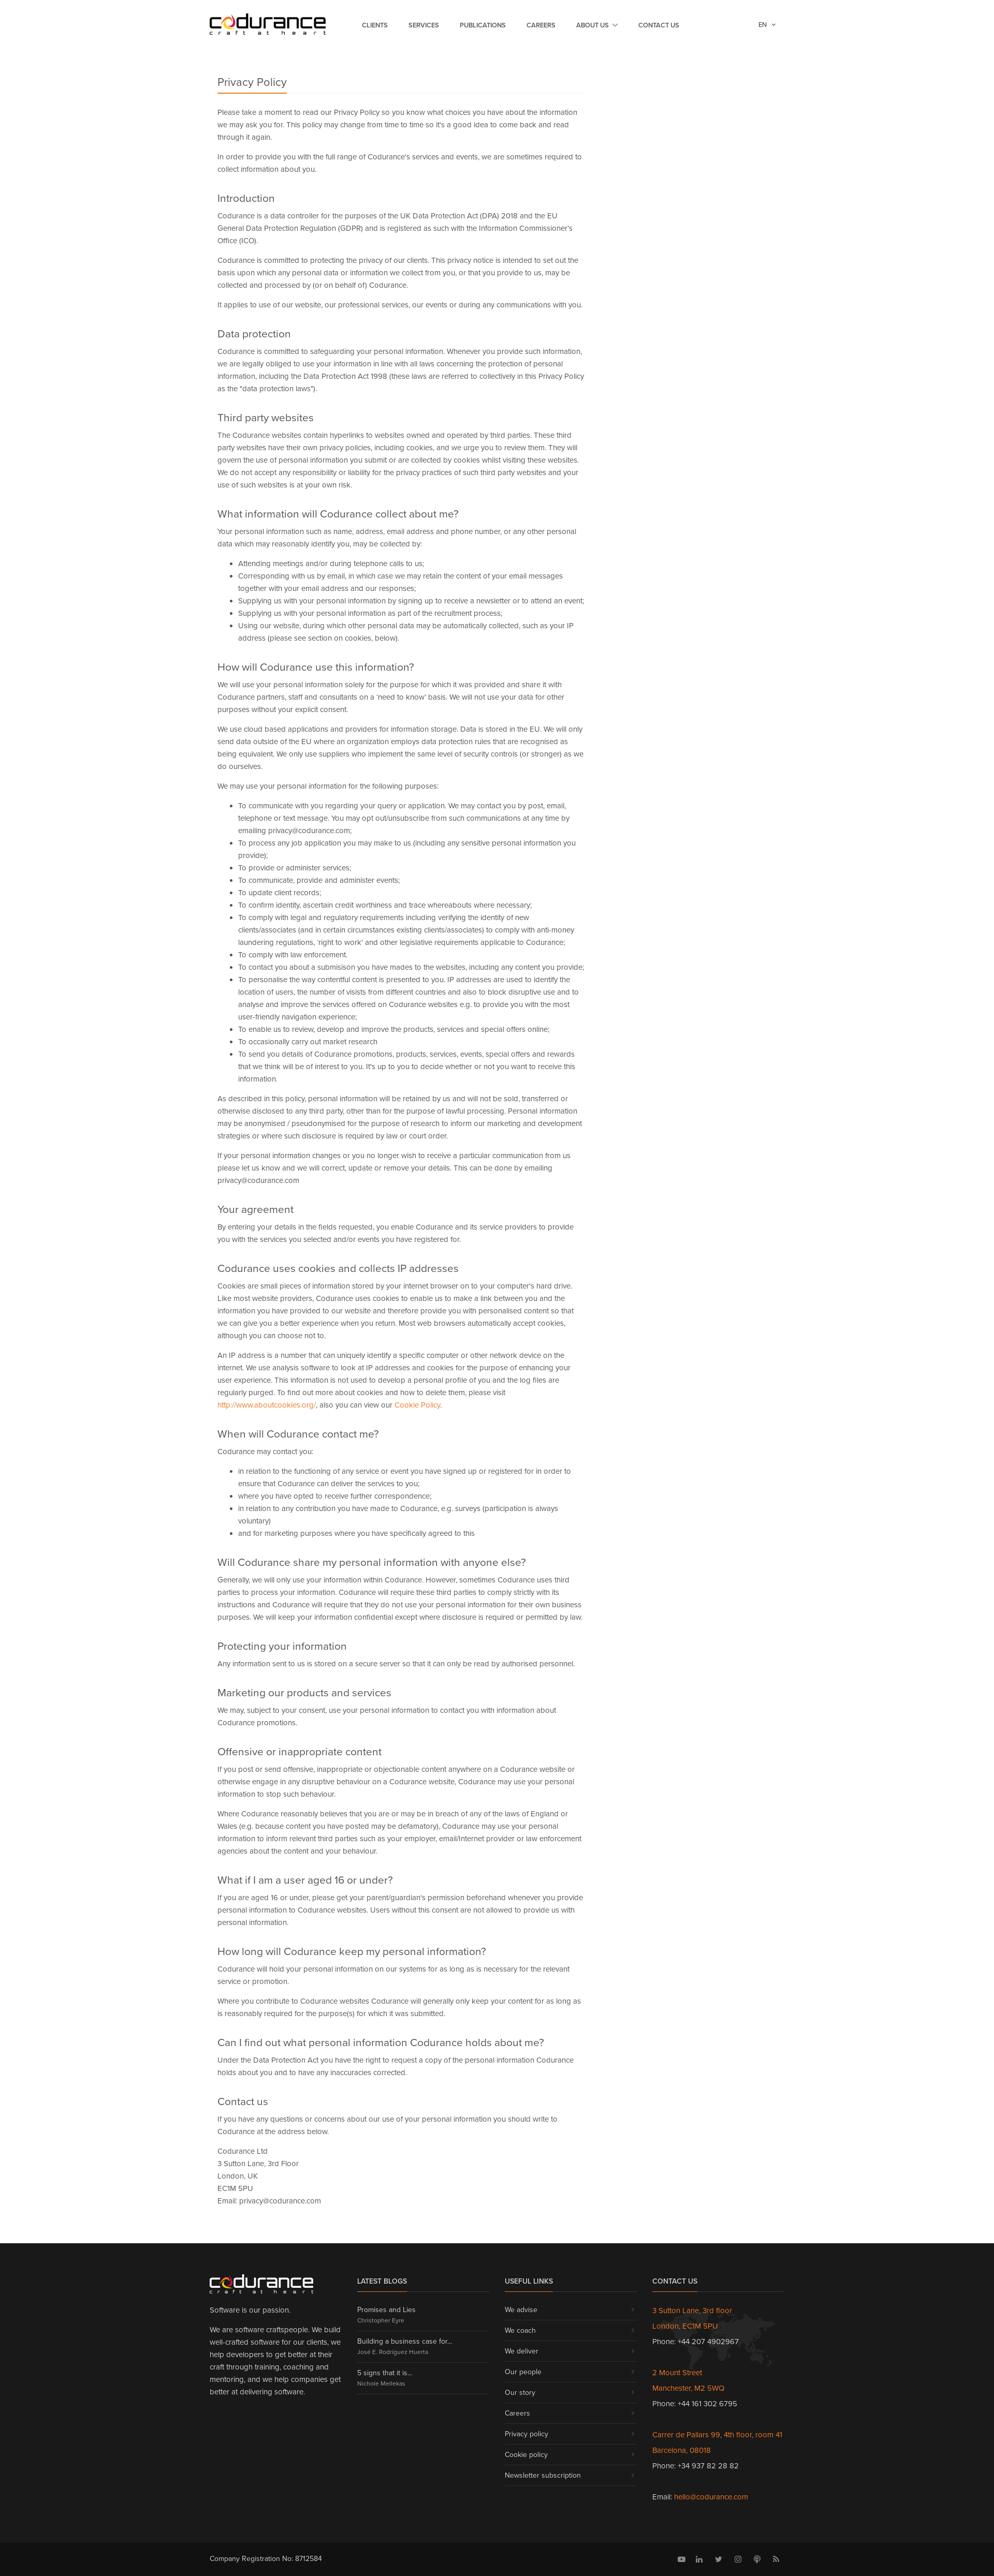 codurance
craft at heart
CLIENTS
SERVICES
PUBLICATIONS
CAREERS
ABOUT US
CONTACT US
EN
Privacy Policy
Please take a moment to read our Privacy Policy so you know what choices you have about the information
we may ask you for. This policy may change from time to time so it's a good idea to come back and read
through it again.
In order to provide you with the full range of Codurance's services and events, we are sometimes required to
collect information about you.
Introduction
Codurance is a data controller for the purposes of the UK Data Protection Act (DPA) 2018 and the EU
General Data Protection Regulation (GDPR) and is registered as such with the Information Commissioner's
Office (ICO).
Codurance is committed to protecting the privacy of our clients. This privacy notice is intended to set out the
basis upon which any personal data or information we collect from you, or that you provide to us, may be
collected and processed by (or on behalf of) Codurance.
It applies to use of our website, our professional services, our events or during any communications with you.
Data protection
Codurance is committed to safeguarding your personal information. Whenever you provide such information,
we are legally obliged to use your information in line with all laws concerning the protection of personal
information, including the Data Protection Act 1998 (these laws are referred to collectively in this Privacy Policy
as the "data protection laws").
Third party websites
The Codurance websites contain hyperlinks to websites owned and operated by third parties. These third
party websites have their own privacy policies, including cookies, and we urge you to review them. They will
govern the use of personal information you submit or are collected by cookies whilst visiting these websites.
We do not accept any responsibility or liability for the privacy practices of such third party websites and your
use of such websites is at your own risk.
What information will Codurance collect about me?
Your personal information such as name, address, email address and phone number, or any other personal
data which may reasonably identify you, may be collected by:
• Attending meetings and/or during telephone calls to us;
• Corresponding with us by email, in which case we may retain the content of your email messages
together with your email address and our responses;
• Supplying us with your personal information by signing up to receive a newsletter or to attend an event;
• Supplying us with your personal information as part of the recruitment process;
• Using our website, during which other personal data may be automatically collected, such as your IP
address (please see section on cookies, below).
How will Codurance use this information?
We will use your personal information solely for the purpose for which it was provided and share it with
Codurance partners, staff and consultants on a 'need to know' basis. We will not use your data for other
purposes without your explicit consent.
We use cloud based applications and providers for information storage. Data is stored in the EU. We will only
send data outside of the EU where an organization employs data protection rules that are recognised as
being equivalent. We only use suppliers who implement the same level of security controls (or stronger) as we
do ourselves.
We may use your personal information for the following purposes:
• To communicate with you regarding your query or application. We may contact you by post, email,
telephone or text message. You may opt out/unsubscribe from such communications at any time by
emailing privacy@codurance.com;
• To process any job application you may make to us (including any sensitive personal information you
provide);
• To provide or administer services;
• To communicate, provide and administer events;
• To update client records;
• To confirm identity, ascertain credit worthiness and trace whereabouts where necessary;
• To comply with legal and regulatory requirements including verifying the identity of new
clients/associates (and in certain circumstances existing clients/associates) to comply with anti-money
laundering regulations, 'right to work' and other legislative requirements applicable to Codurance;
• To comply with law enforcement.
• To contact you about a submisison you have mades to the websites, including any content you provide;
• To personalise the way contentful content is presented to you. IP addresses are used to identify the
location of users, the number of visists from different countries and also to block disruptive use and to
analyse and improve the services offered on Codurance websites e.g. to provide you with the most
user-friendly navigation experience;
• To enable us to review, develop and improve the products, services and special offers online;
• To occasionally carry out market research
• To send you details of Codurance promotions, products, services, events, special offers and rewards
that we think will be of interest to you. It's up to you to decide whether or not you want to receive this
information.
As described in this policy, personal information will be retained by us and will not be sold, transferred or
otherwise disclosed to any third party, other than for the purpose of lawful processing. Personal information
may be anonymised / pseudonymised for the purpose of research to inform our marketing and development
strategies or where such disclosure is required by law or court order.
If your personal information changes or you no longer wish to receive a particular communication from us
please let us know and we will correct, update or remove your details. This can be done by emailing
privacy@codurance.com
Your agreement
By entering your details in the fields requested, you enable Codurance and its service providers to provide
you with the services you selected and/or events you have registered for.
Codurance uses cookies and collects IP addresses
Cookies are small pieces of information stored by your internet browser on to your computer's hard drive.
Like most website providers, Codurance uses cookies to enable us to make a link between you and the
information you have provided to our website and therefore provide you with personalised content so that
we can give you a better experience when you return. Most web browsers automatically accept cookies,
although you can choose not to.
An IP address is a number that can uniquely identify a specific computer or other network device on the
internet. We use analysis software to look at IP addresses and cookies for the purpose of enhancing your
user experience. This information is not used to develop a personal profile of you and the log files are
regularly purged. To find out more about cookies and how to delete them, please visit
http://www.aboutcookies.org/, also you can view our Cookie Policy.
When will Codurance contact me?
Codurance may contact you:
• in relation to the functioning of any service or event you have signed up or registered for in order to
ensure that Codurance can deliver the services to you;
• where you have opted to receive further correspondence;
• in relation to any contribution you have made to Codurance, e.g. surveys (participation is always
voluntary)
• and for marketing purposes where you have specifically agreed to this
Will Codurance share my personal information with anyone else?
Generally, we will only use your information within Codurance. However, sometimes Codurance uses third
parties to process your information. Codurance will require these third parties to comply strictly with its
instructions and Codurance will require that they do not use your personal information for their own business
purposes. We will keep your information confidential except where disclosure is required or permitted by law.
Protecting your information
Any information sent to us is stored on a secure server so that it can only be read by authorised personnel.
Marketing our products and services
We may, subject to your consent, use your personal information to contact you with information about
Codurance promotions.
Offensive or inappropriate content
If you post or send offensive, inappropriate or objectionable content anywhere on a Codurance website or
otherwise engage in any disruptive behaviour on a Codurance website, Codurance may use your personal
information to stop such behaviour.
Where Codurance reasonably believes that you are or may be in breach of any of the laws of England or
Wales (e.g. because content you have posted may be defamatory), Codurance may use your personal
information to inform relevant third parties such as your employer, email/Internet provider or law enforcement
agencies about the content and your behaviour.
What if I am a user aged 16 or under?
If you are aged 16 or under, please get your parent/guardian's permission beforehand whenever you provide
personal information to Codurance websites. Users without this consent are not allowed to provide us with
personal information.
How long will Codurance keep my personal information?
Codurance will hold your personal information on our systems for as long as is necessary for the relevant
service or promotion.
Where you contribute to Codurance websites Codurance will generally only keep your content for as long as
is reasonably required for the purpose(s) for which it was submitted.
Can I find out what personal information Codurance holds about me?
Under the Data Protection Act you have the right to request a copy of the personal information Codurance
holds about you and to have any inaccuracies corrected.
Contact us
If you have any questions or concerns about our use of your personal information you should write to
Codurance at the address below.
Codurance Ltd
3 Sutton Lane, 3rd Floor
London, UK
EC1M 5PU
Email: privacy@codurance.com
codurance
craft at heart
Software is our passion.
We are software craftspeople. We build
well-crafted software for our clients, we
help developers to get better at their
craft through training, coaching and
mentoring, and we help companies get
better at delivering software.
LATEST BLOGS
Promises and Lies
Christopher Eyre
Building a business case for...
José E. Rodríguez Huerta
5 signs that it is...
Nichole Mellekas
USEFUL LINKS
We advise
We coach
We deliver
Our people
Our story
Careers
Privacy policy
Cookie policy
Newsletter subscription
CONTACT US
3 Sutton Lane, 3rd floor
London, EC1M 5PU
Phone: +44 207 4902967
2 Mount Street
Manchester, M2 5WQ
Phone: +44 161 302 6795
Carrer de Pallars 99, 4th floor, room 41
Barcelona, 08018
Phone: +34 937 82 28 82
Email: hello@codurance.com
Company Registration No: 8712584